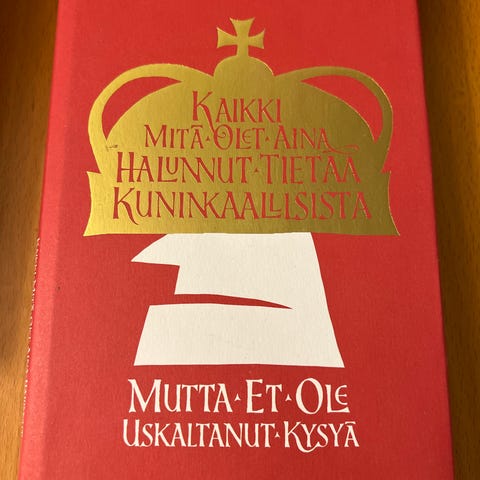 KAIKKI
MITÄ·OLET·AINA
HALUNNUT·TIETÄÄ
KUNINKAALLISISTA
MUTTA·ET·OLE
USKALTANUT·KYSYÄ